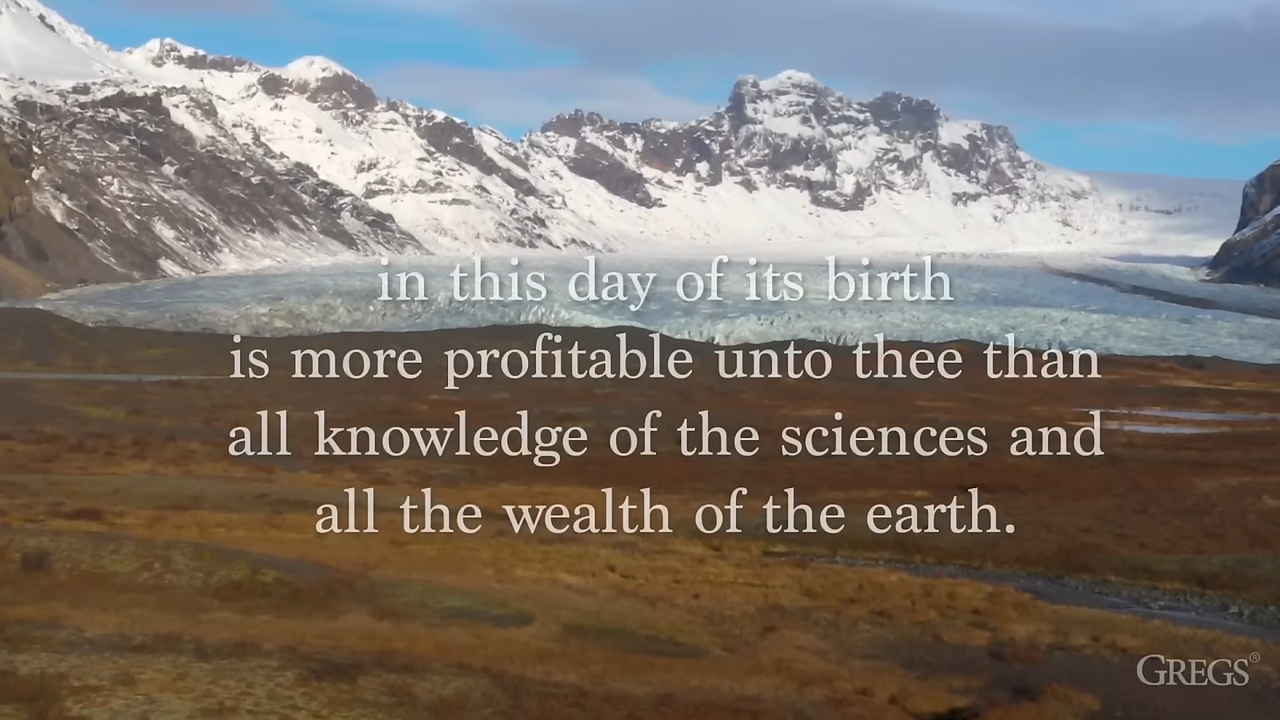 in this day of its birth
is more profitable unto thee than
all knowledge of the sciences and
all the wealth of the earth.
GREGS®